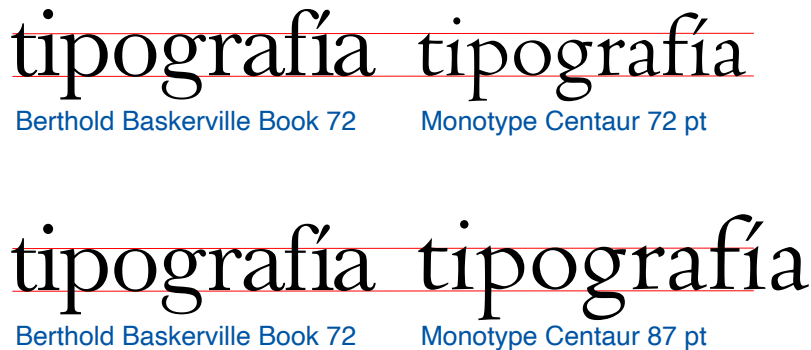 tipografía tipografía
Berthold Baskerville Book 72 Monotype Centaur 72 pt
tipografía tipografía
Berthold Baskerville Book 72 Monotype Centaur 87 pt